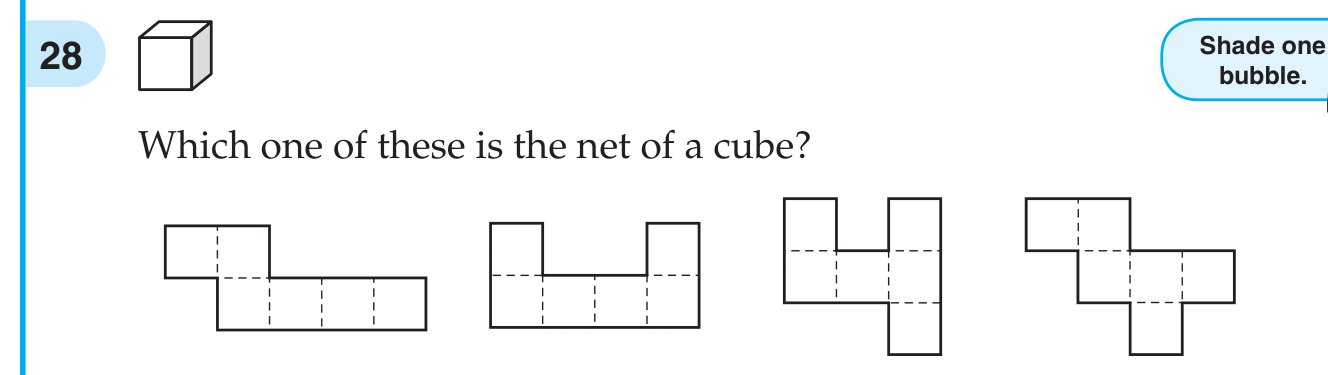 28
Shade one
bubble.
Which one of these is the net of a cube?